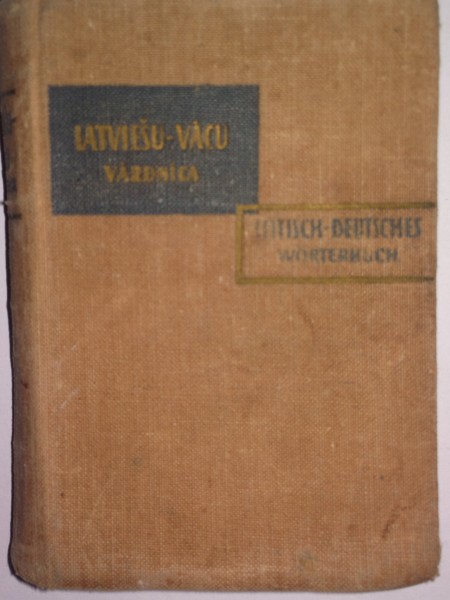 LATVIEŠU-VĀCU
VĀRDNĪCA
LETTISCH-DEUTSCHES
WÖRTERBUCH